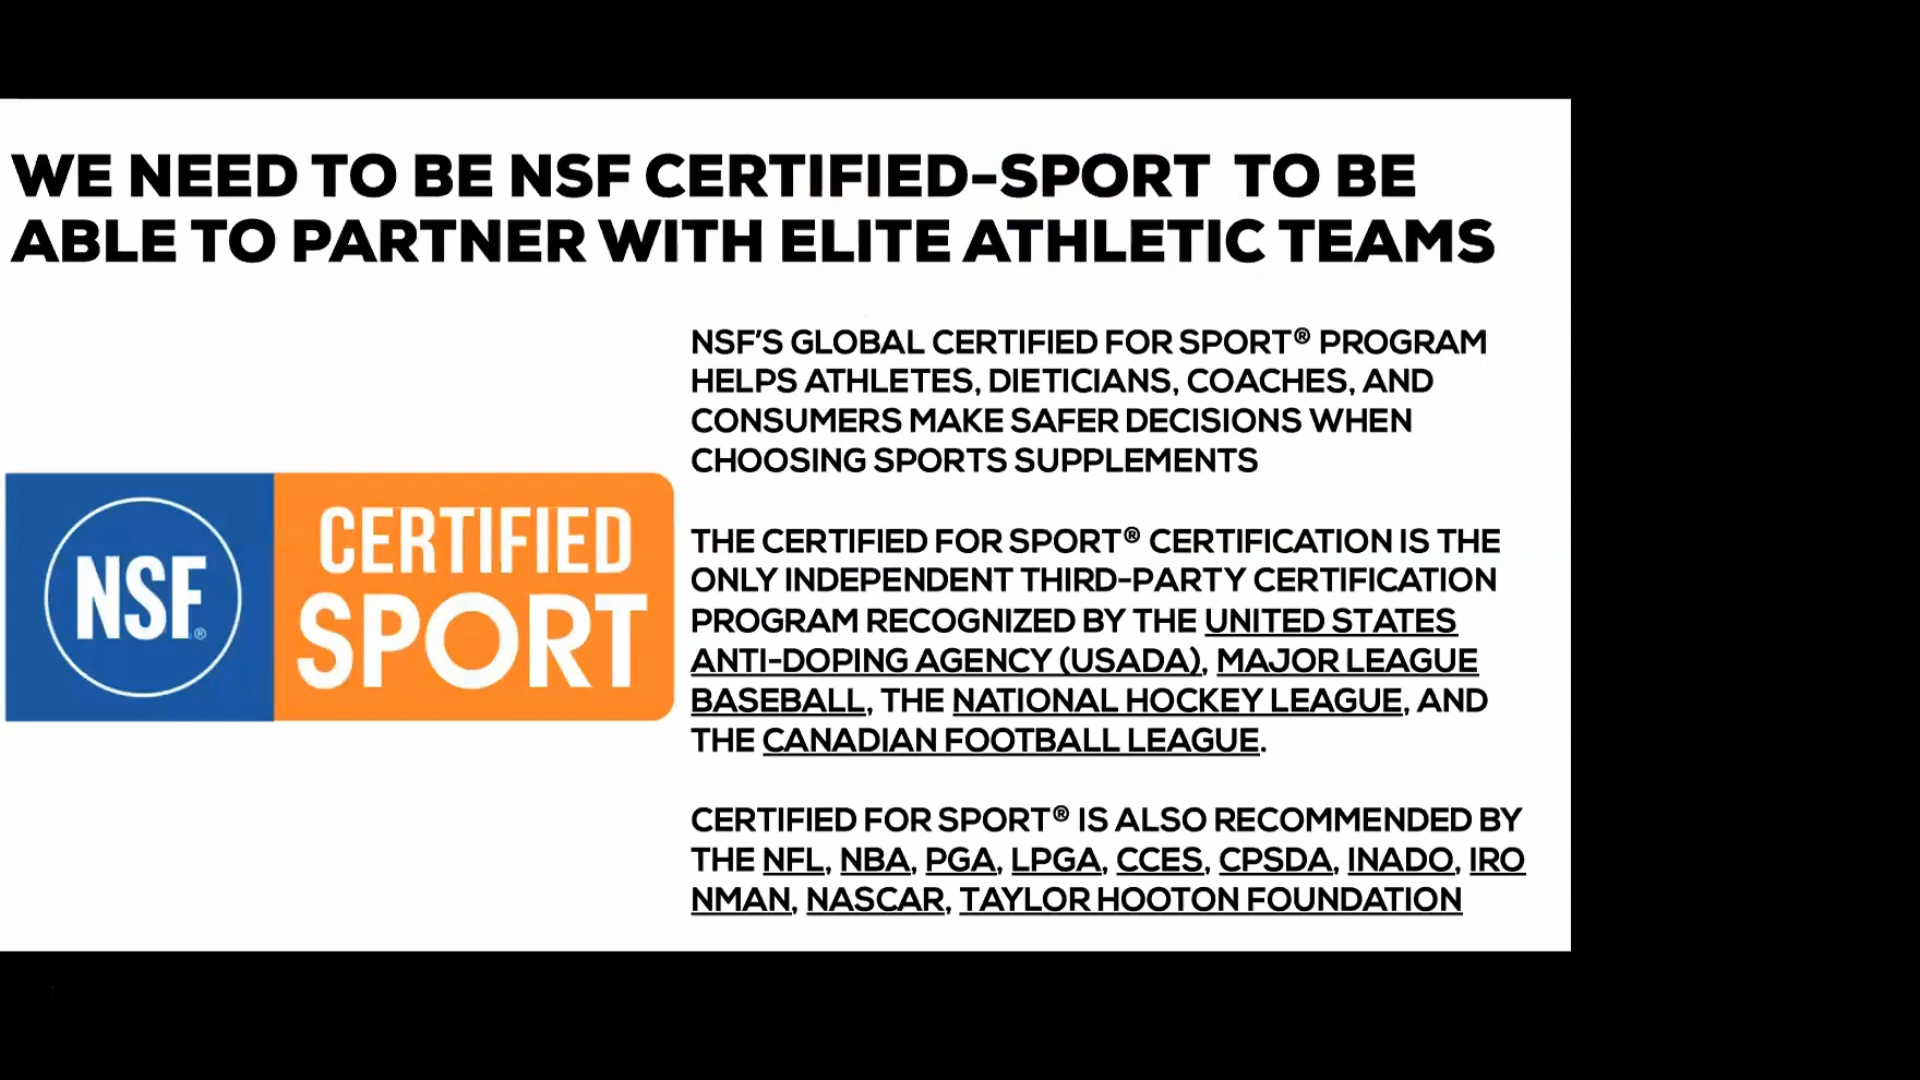 WE NEED TO BE NSF CERTIFIED-SPORT TO BE
ABLE TO PARTNER WITH ELITE ATHLETIC TEAMS
NSF'S GLOBAL CERTIFIED FOR SPORT® PROGRAM
HELPS ATHLETES, DIETICIANS, COACHES, AND
CONSUMERS MAKE SAFER DECISIONS WHEN
CHOOSING SPORTS SUPPLEMENTS
NSF®
CERTIFIED
SPORT
THE CERTIFIED FOR SPORT® CERTIFICATION IS THE
ONLY INDEPENDENT THIRD-PARTY CERTIFICATION
PROGRAM RECOGNIZED BY THE UNITED STATES
ANTI-DOPING AGENCY (USADA), MAJOR LEAGUE
BASEBALL, THE NATIONAL HOCKEY LEAGUE, AND
THE CANADIAN FOOTBALL LEAGUE.
CERTIFIED FOR SPORT® IS ALSO RECOMMENDED BY
THE NFL, NBA, PGA, LPGA, CCES, CPSDA, INADO, IRO
NMAN, NASCAR, TAYLOR HOOTON FOUNDATION